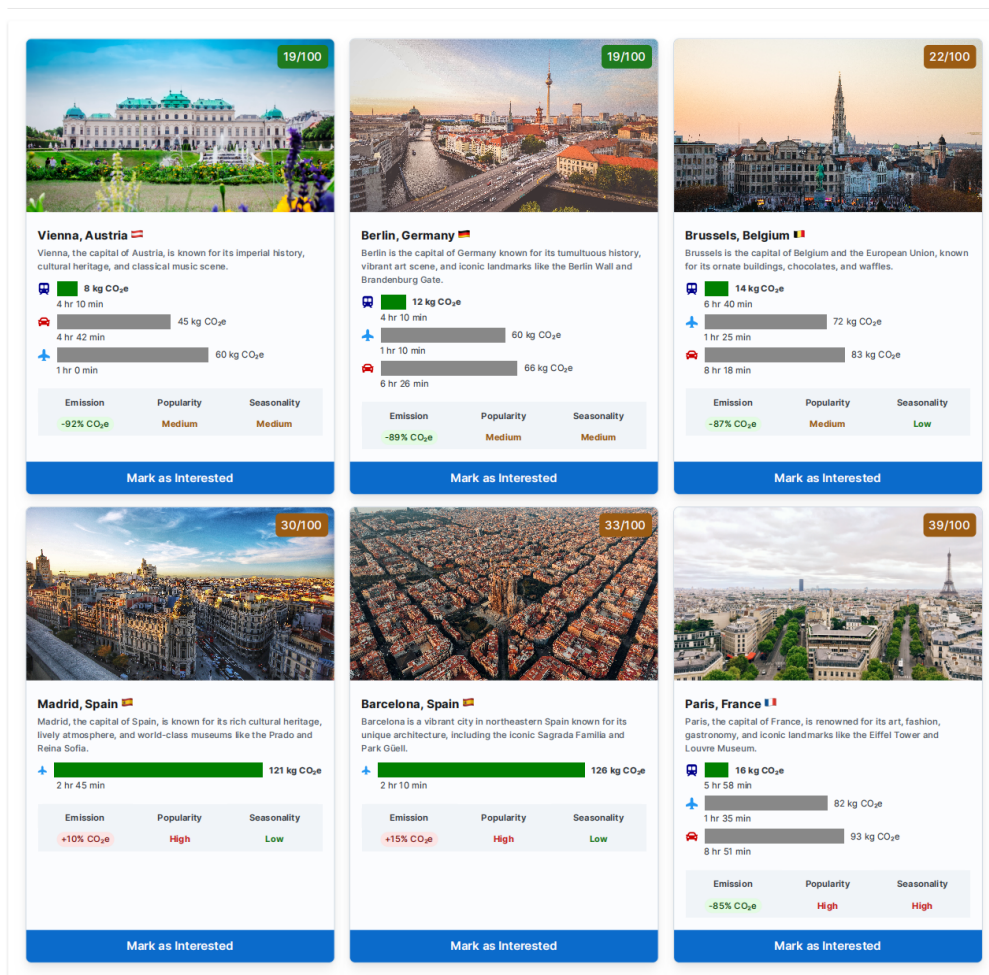 19/100
Vienna, Austria
Vienna, the capital of Austria, is known for its imperial history,
cultural heritage, and classical music scene.
8 kg CO₂e
4 hr 10 min
45 kg CO₂e
4 hr 42 min
60 kg CO₂e
1 hr 0 min
Emission Popularity Seasonality
-92% CO₂e Medium Medium
Mark as Interested
19/100
Berlin, Germany
Berlin is the capital of Germany known for its tumultuous history,
vibrant art scene, and iconic landmarks like the Berlin Wall and
Brandenburg Gate.
12 kg CO₂e
4 hr 10 min
60 kg CO₂e
1 hr 10 min
66 kg CO₂e
6 hr 26 min
Emission Popularity Seasonality
-89% CO₂e Medium Medium
Mark as Interested
22/100
Brussels, Belgium
Brussels is the capital of Belgium and the European Union, known
for its ornate buildings, chocolates, and waffles.
14 kg CO₂e
6 hr 40 min
72 kg CO₂e
1 hr 25 min
83 kg CO₂e
8 hr 18 min
Emission Popularity Seasonality
-87% CO₂e Medium Low
Mark as Interested
30/100
Madrid, Spain
Madrid, the capital of Spain, is known for its rich cultural heritage,
lively atmosphere, and world-class museums like the Prado and
Reina Sofia.
121 kg CO₂e
2 hr 45 min
Emission Popularity Seasonality
+10% CO₂e High Low
Mark as Interested
33/100
Barcelona, Spain
Barcelona is a vibrant city in northeastern Spain known for its
unique architecture, including the iconic Sagrada Familia and
Park Güell.
126 kg CO₂e
2 hr 10 min
Emission Popularity Seasonality
+15% CO₂e High Low
Mark as Interested
39/100
Paris, France
Paris, the capital of France, is renowned for its art, fashion,
gastronomy, and iconic landmarks like the Eiffel Tower and
Louvre Museum.
16 kg CO₂e
5 hr 58 min
82 kg CO₂e
1 hr 35 min
93 kg CO₂e
8 hr 51 min
Emission Popularity Seasonality
-85% CO₂e High High
Mark as Interested